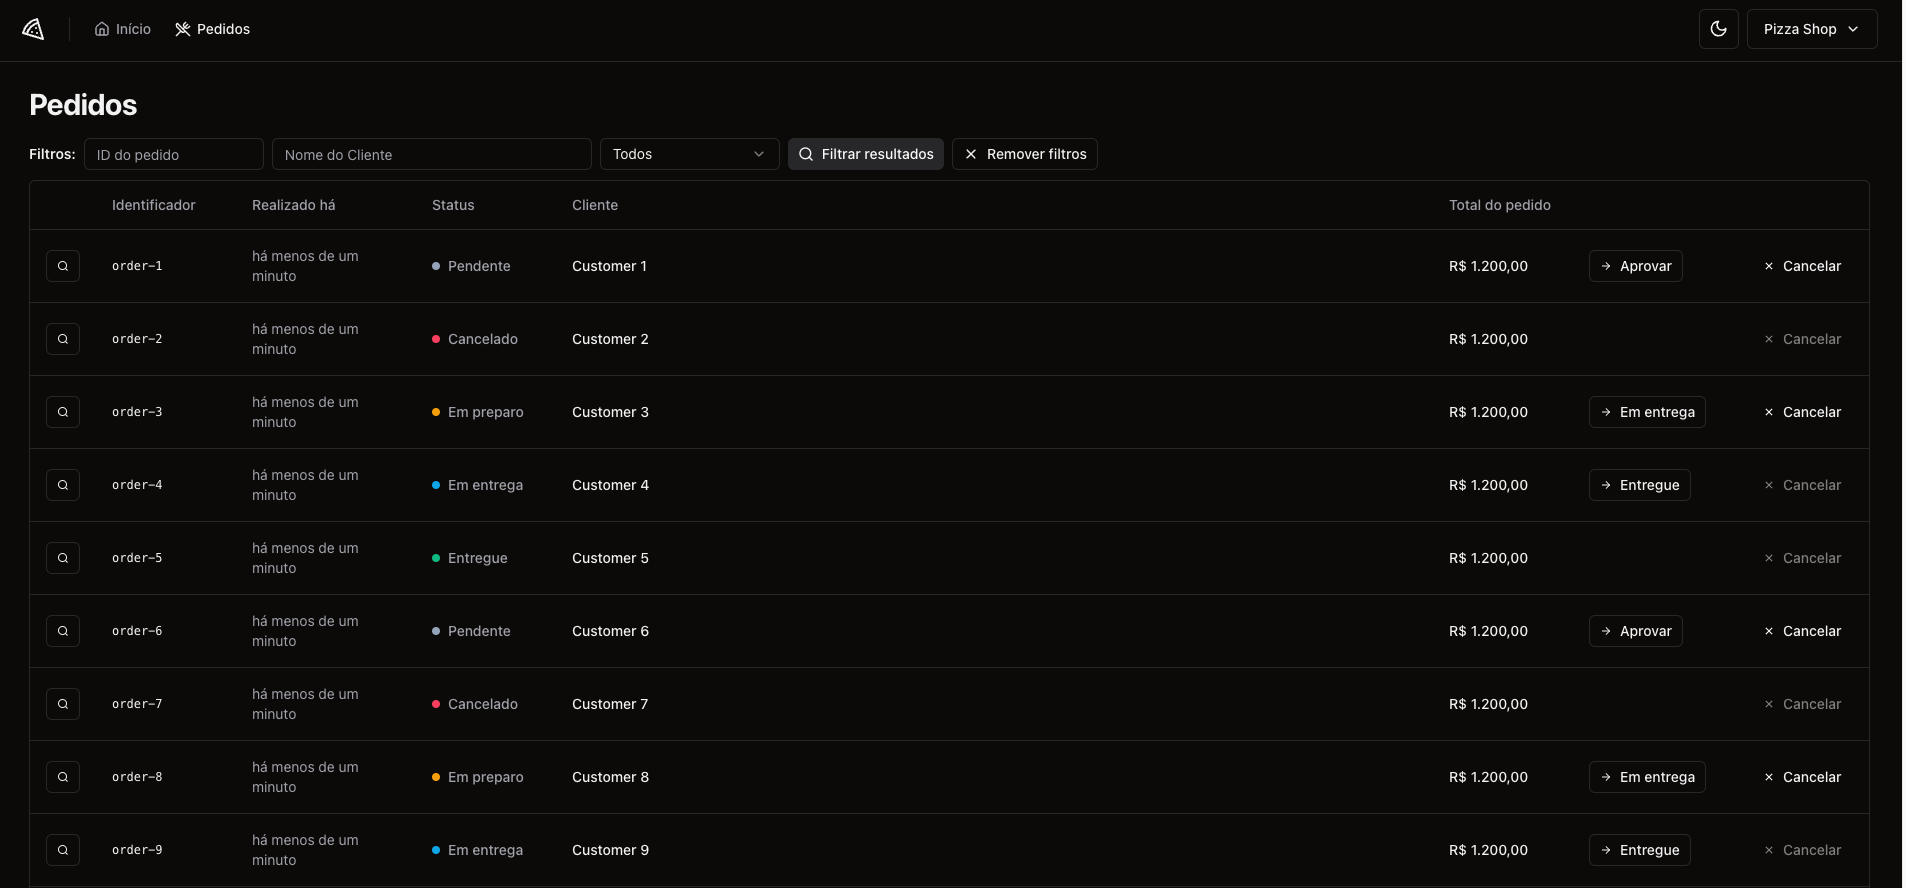 Início Pedidos Pizza Shop
Pedidos
Filtros: ID do pedido Nome do Cliente Todos Filtrar resultados Remover filtros
Identificador Realizado há Status Cliente Total do pedido
order-1 há menos de um minuto Pendente Customer 1 R$ 1.200,00 Aprovar Cancelar
order-2 há menos de um minuto Cancelado Customer 2 R$ 1.200,00 Cancelar
order-3 há menos de um minuto Em preparo Customer 3 R$ 1.200,00 Em entrega Cancelar
order-4 há menos de um minuto Em entrega Customer 4 R$ 1.200,00 Entregue Cancelar
order-5 há menos de um minuto Entregue Customer 5 R$ 1.200,00 Cancelar
order-6 há menos de um minuto Pendente Customer 6 R$ 1.200,00 Aprovar Cancelar
order-7 há menos de um minuto Cancelado Customer 7 R$ 1.200,00 Cancelar
order-8 há menos de um minuto Em preparo Customer 8 R$ 1.200,00 Em entrega Cancelar
order-9 há menos de um minuto Em entrega Customer 9 R$ 1.200,00 Entregue Cancelar